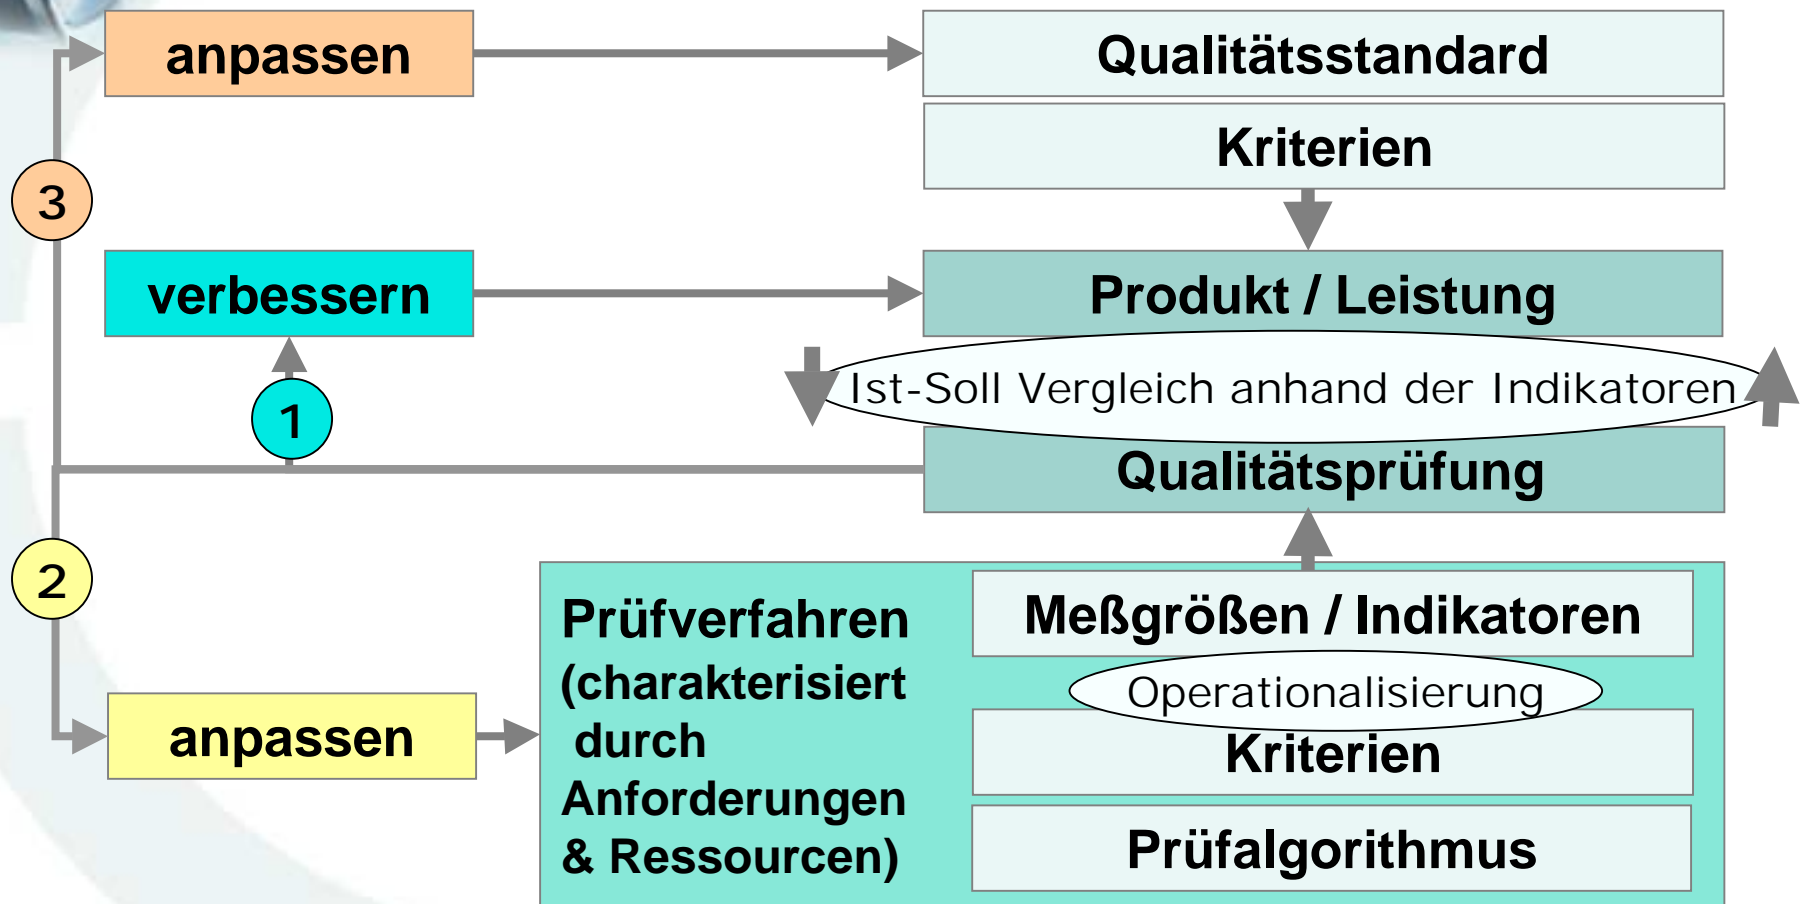 anpassen
Qualitätsstandard
Kriterien
3
verbessern
Produkt / Leistung
Ist-Soll Vergleich anhand der Indikatoren
1
Qualitätsprüfung
2
anpassen
Prüfverfahren
(charakterisiert
durch
Anforderungen
& Ressourcen)
Meßgrößen / Indikatoren
Operationalisierung
Kriterien
Prüfalgorithmus